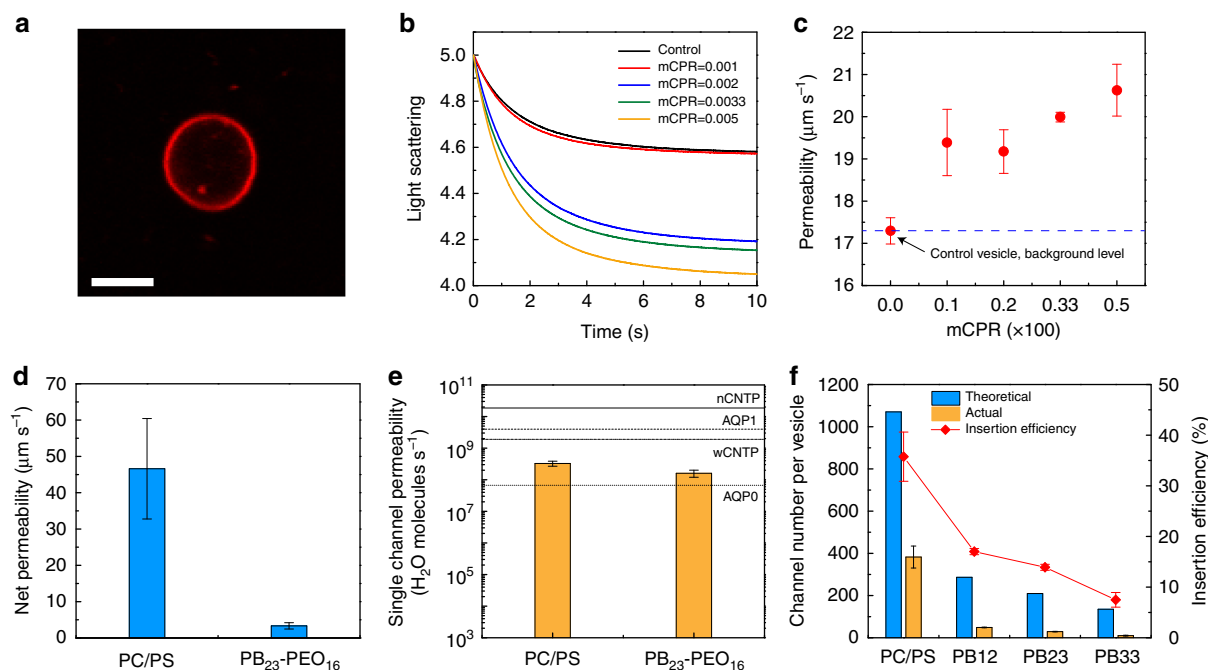 a
b
Light scattering
5.0
4.8
4.6
4.4
4.2
4.0
0
2
4
6
8
10
Time (s)
Control
mCPR=0.001
mCPR=0.002
mCPR=0.0033
mCPR=0.005
c
Permeability (μm s⁻¹)
22
21
20
19
18
17
16
Control vesicle, background level
0.0
0.1
0.2
0.33
0.5
mCPR (×100)
d
Net permeability (μm s⁻¹)
70
60
50
40
30
20
10
0
PC/PS
PB₂₃-PEO₁₆
e
Single channel permeability
(H₂O molecules s⁻¹)
10¹¹
10⁹
10⁷
10⁵
10³
nCNTP
AQP1
wCNTP
AQP0
PC/PS
PB₂₃-PEO₁₆
f
Channel number per vesicle
1200
1000
800
600
400
200
0
Theoretical
Actual
Insertion efficiency
50
40
30
20
10
0
Insertion efficiency (%)
PC/PS
PB12
PB23
PB33